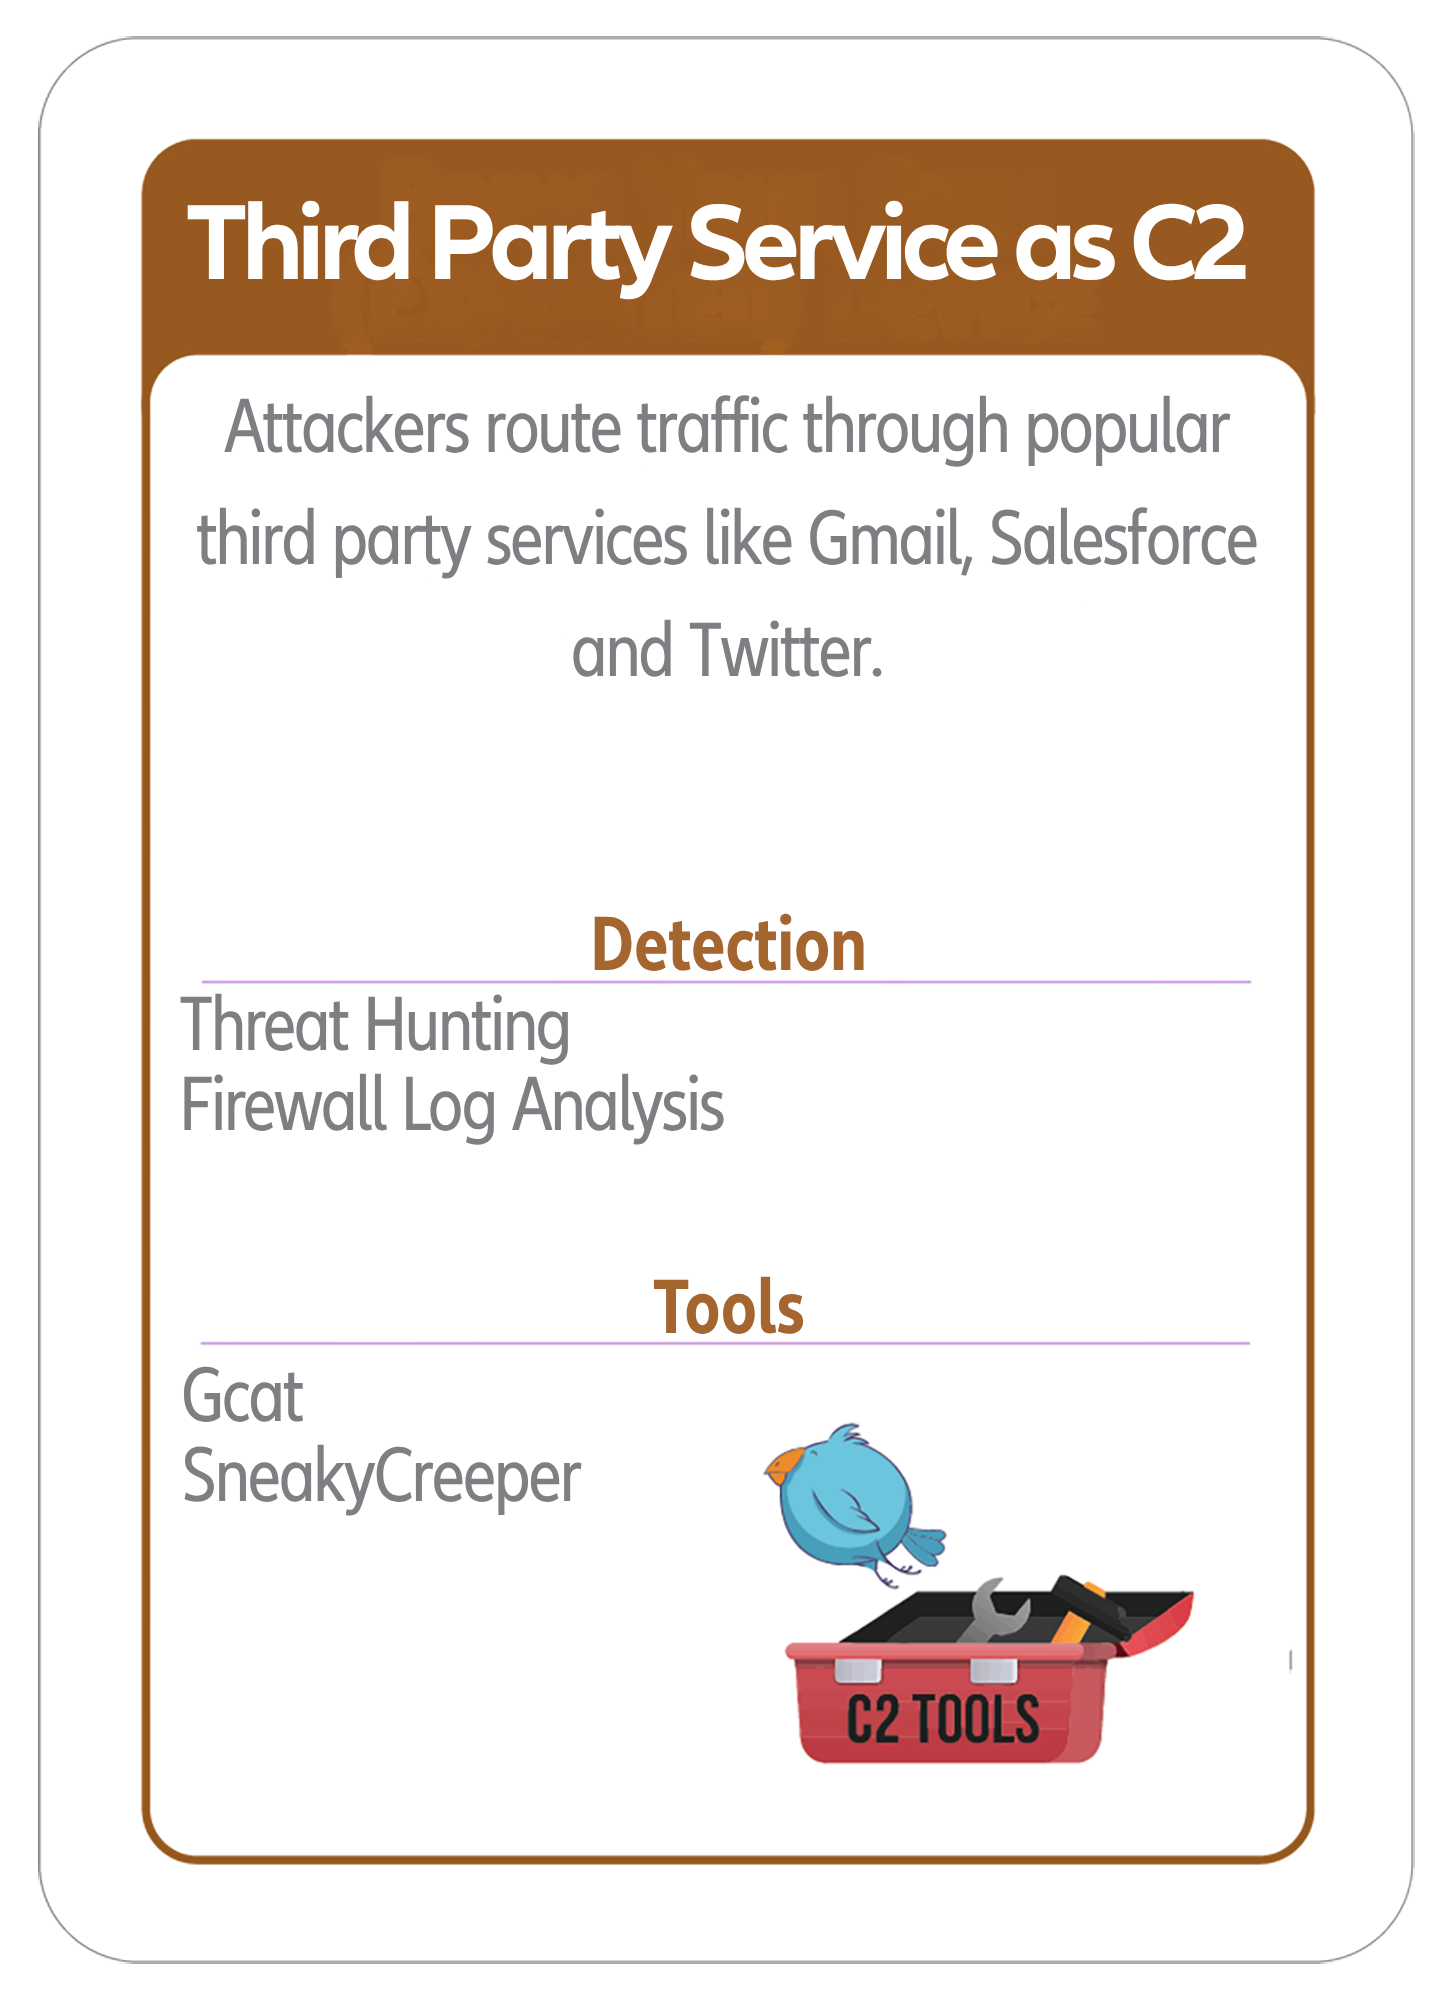 Third Party Service as C2
Attackers route traffic through popular
third party services like Gmail, Salesforce
and Twitter.
Detection
Threat Hunting
Firewall Log Analysis
Tools
Gcat
SneakyCreeper
C2 TOOLS